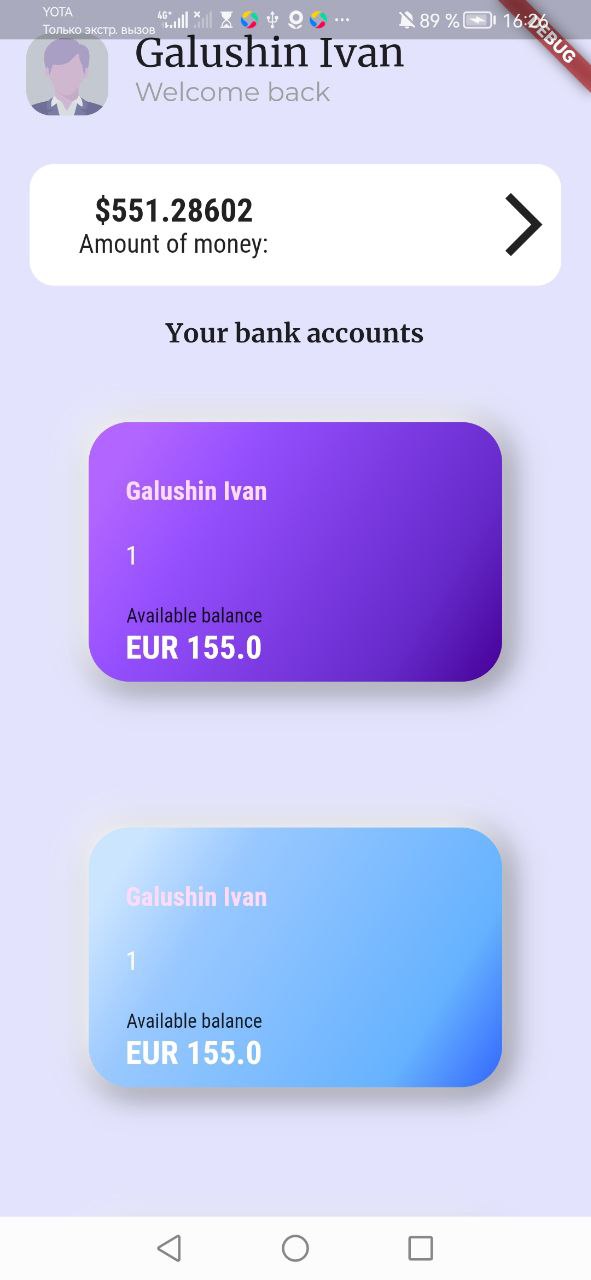 YOTA
Только экстр. вызов
4G+
89 %
16:26
DEBUG
Galushin Ivan
Welcome back
$551.28602
Amount of money:
Your bank accounts
Galushin Ivan
1
Available balance
EUR 155.0
Galushin Ivan
1
Available balance
EUR 155.0